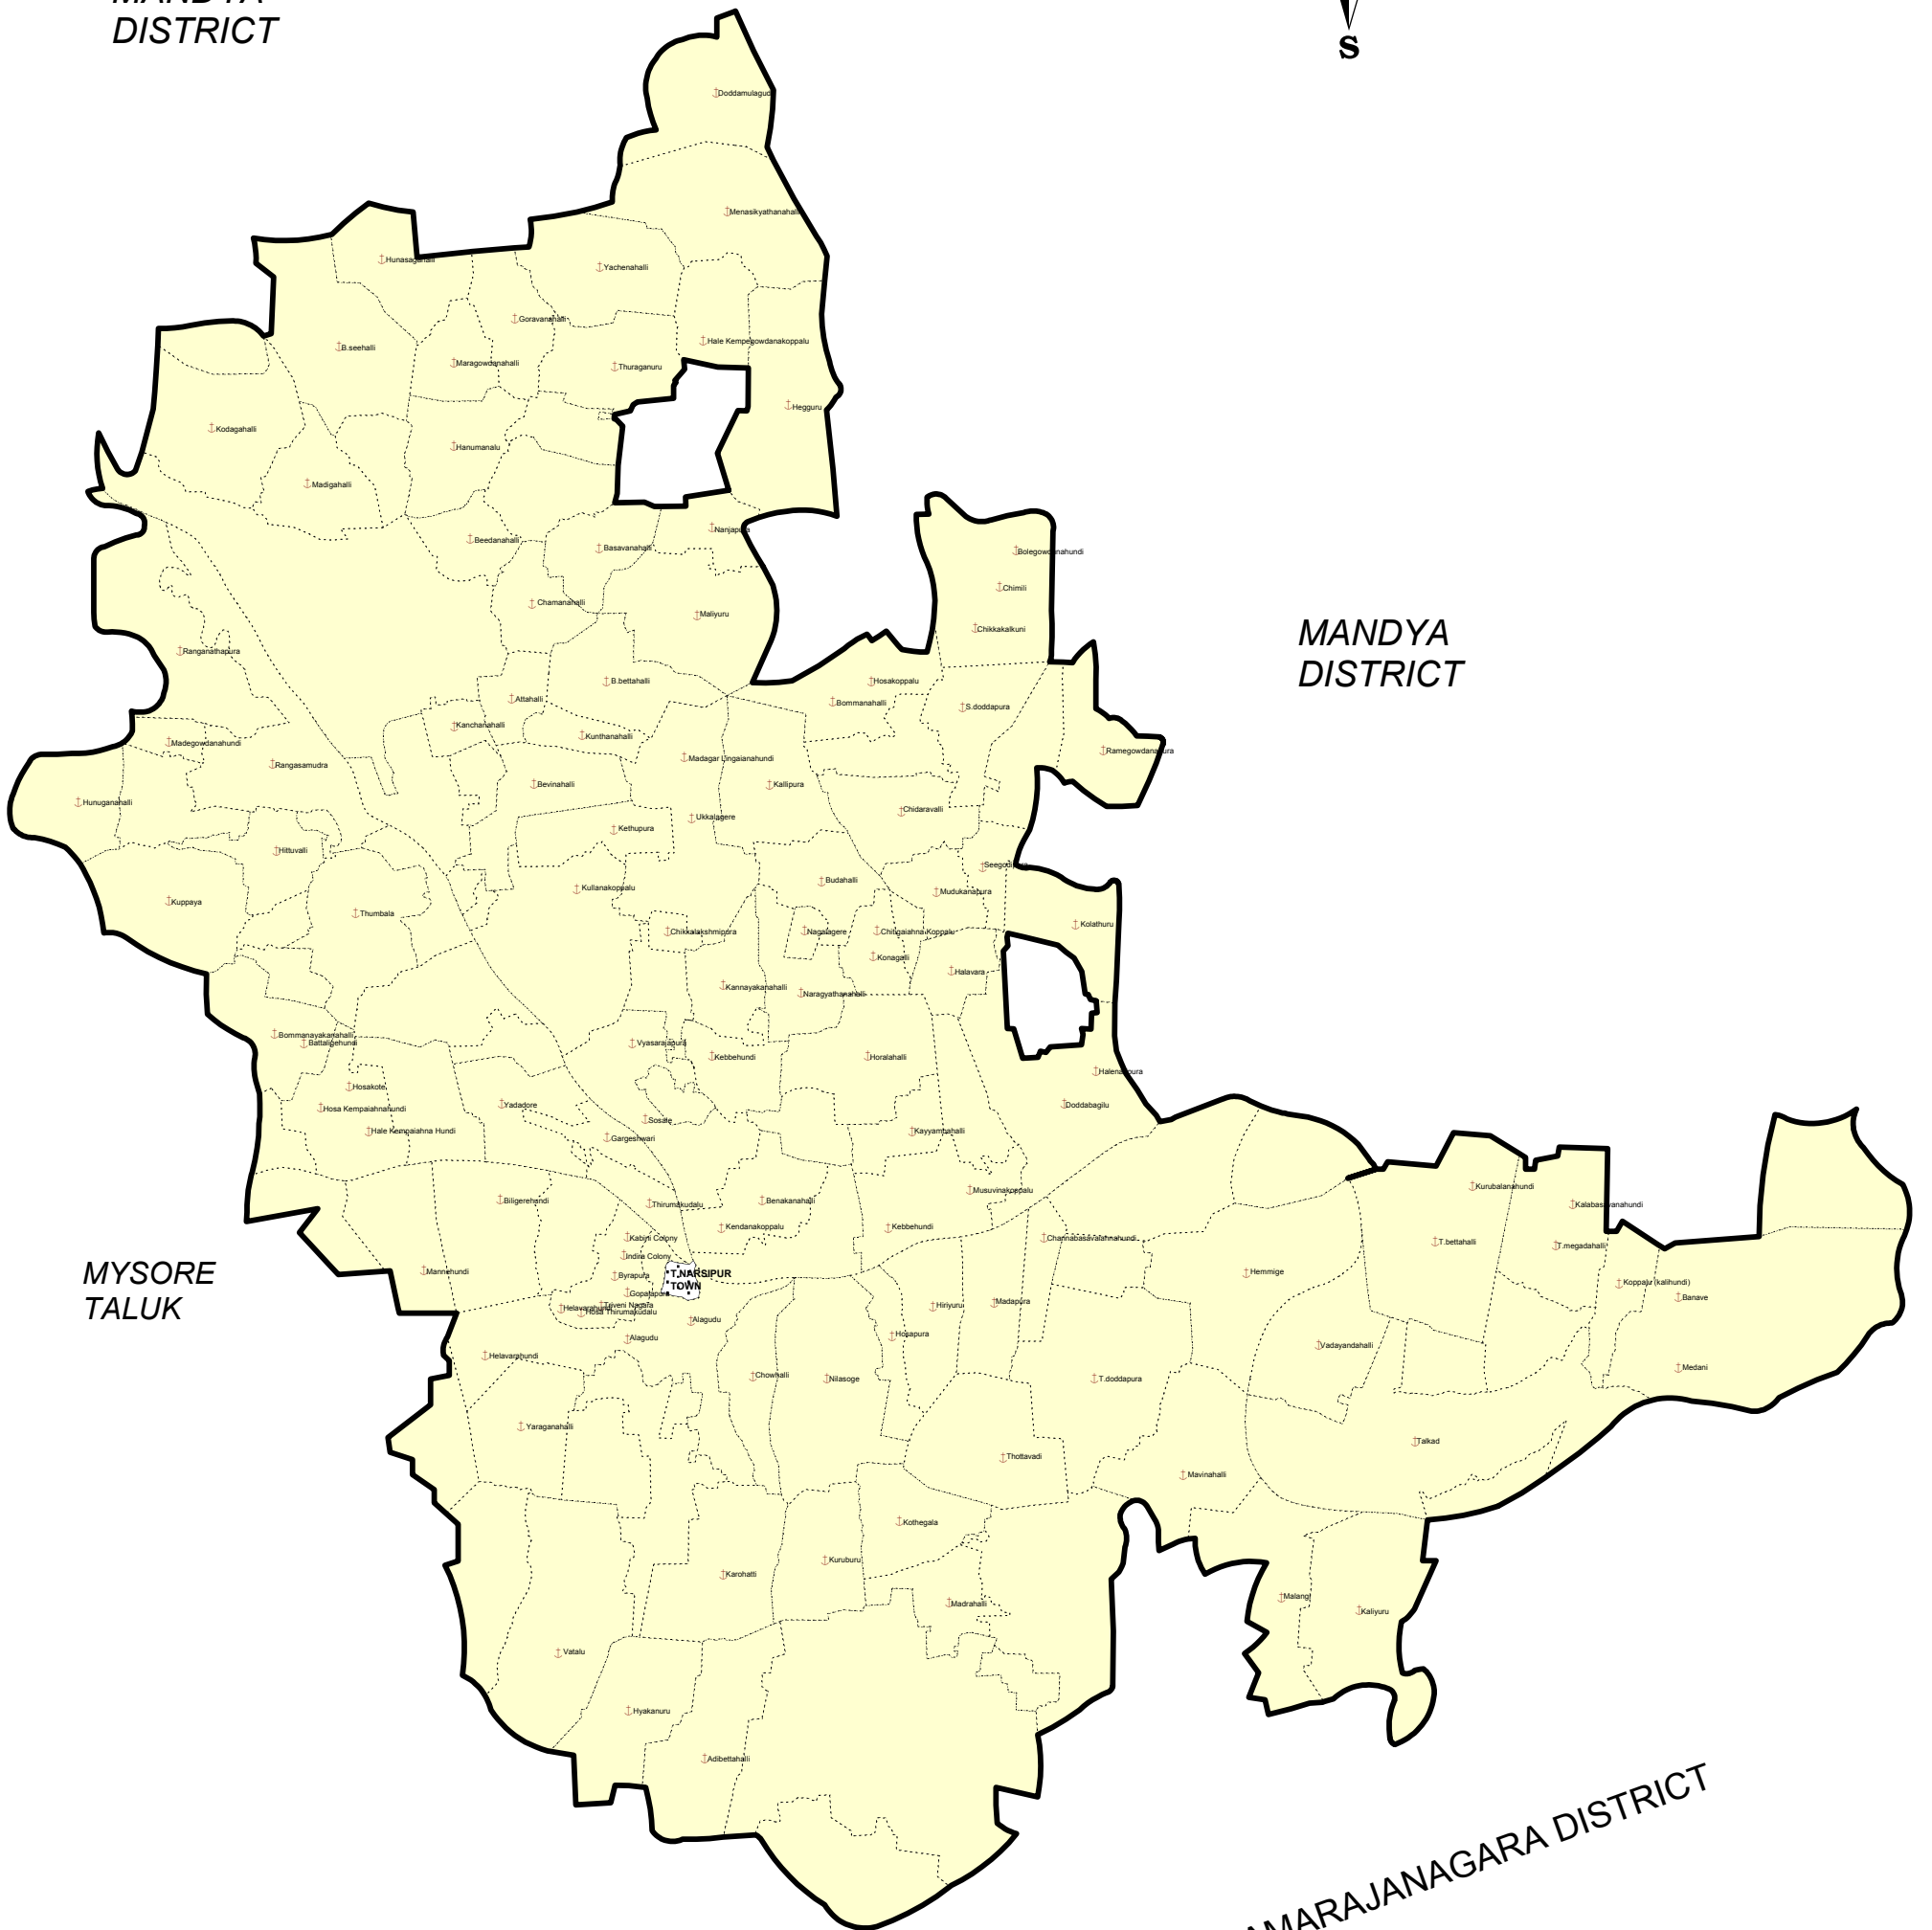 DISTRICT
S
Menasikyathanahalli
Yachenahalli
Goravanahalli
Hale Kempegowdanakoppalu
B.seehalli
Maragowdanahalli
Thuraganuru
Hegguru
Kodagahalli
Hanumanalu
Madigahalli
Nanjapura
Beedanahalli
Basavanahalli
Chimili
Chamanahalli
Maliyuru
Chikkakalkuni
MANDYA
DISTRICT
Ranganathapura
B.bettahalli
Hosakoppalu
Attahalli
Bommanahalli
S.doddapura
Kanchanahalli
Kunthanahalli
Madegowdanahundi
Ramegowdanapura
Madagar Lingaianahundi
Rangasamudra
Bevinahalli
Kallipura
Hunuganahalli
Chidaravalli
Ukkalagere
Kethupura
Hittuvalli
Budahalli
Kullanakoppalu
Mudukanapura
Kuppaya
Thumbala
Kolathuru
Chikkalakshmipura
Nagalagere
Konagalli
Halavara
Kannayakanahalli
Naragyathanahalli
Bommanayakanahalli
Battaligehundi
Vyasarajapura
Kebbehundi
Horalahalli
Hosakote
Yadadore
Doddabagilu
Hosa Kempaiahnahundi
Sosale
Hale Kempaiahna Hundi
Gargeshwari
Kayyambahalli
Kurubalanahundi
Musuvinakoppalu
Biligerehundi
Thirumakudalu
Benakanahalli
Kalabasavanahundi
Kendanakoppalu
Kebbehundi
Kabini Colony
Channabasavaiahnahundi
T.bettahalli
T.megadahalli
Indira Colony
MYSORE
TALUK
Mannehundi
Byrapura
T.NARSIPUR
TOWN
Hemmige
Koppalu (kalihundi)
Gopalapura
Banave
Triveni Nagara
Helavarahundi
Hosa Thirumakudalu
Hiriyuru
Madapura
Alagudu
Hosapura
Alagudu
Vadayandahalli
Helavarahundi
Medani
Chowhalli
Nilasoge
T.doddapura
Yaraganahalli
Talkad
Thottavadi
Mavinahalli
Kothegala
Kuruburu
Karohatti
Malangi
Madrahalli
Kaliyuru
Vatalu
Hyakanuru
Adibettahalli
AMARAJANAGARA DISTRICT